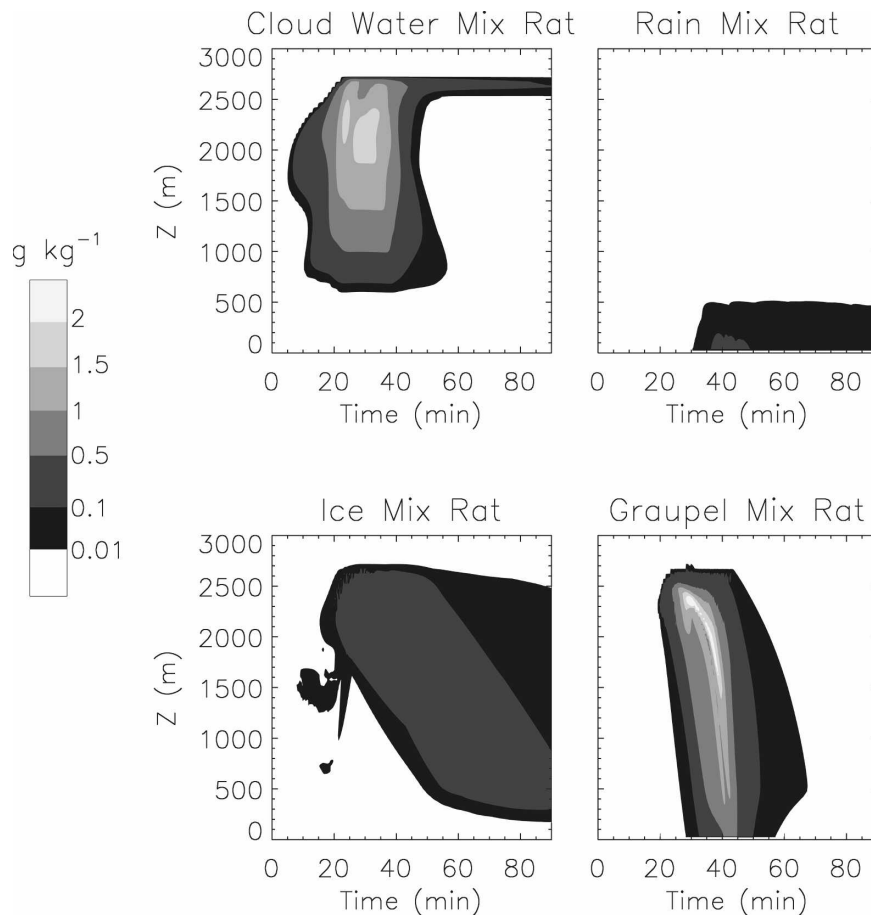 Cloud Water Mix Rat
Rain Mix Rat
3000
2500
2000
1500
1000
500
0
Z (m)
0 20 40 60 80
Time (min)
0 20 40 60 80
Time (min)
g kg⁻¹
2
1.5
1
0.5
0.1
0.01
Ice Mix Rat
Graupel Mix Rat
3000
2500
2000
1500
1000
500
0
Z (m)
0 20 40 60 80
Time (min)
0 20 40 60 80
Time (min)